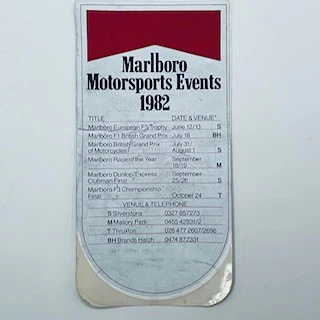 Marlboro
Motorsports Events
1982
TITLE DATE & VENUE*
Marlboro European F3 Trophy June 12/13 S
Marlboro F1 British Grand Prix July 18 BH
Marlboro British Grand Prix July 31/
of Motorcycles August 1 S
Marlboro Race of the Year September
18/19 M
Marlboro Dunlop/Express September
Clubman Final 25/26 S
Marlboro F3 Championship
Final October 24 T
VENUE & TELEPHONE
S Silverstone 0327 857273
M Mallory Park 0455 42931/2
T Thruxton 026 477 2607/2696
BH Brands Hatch 0474 872331